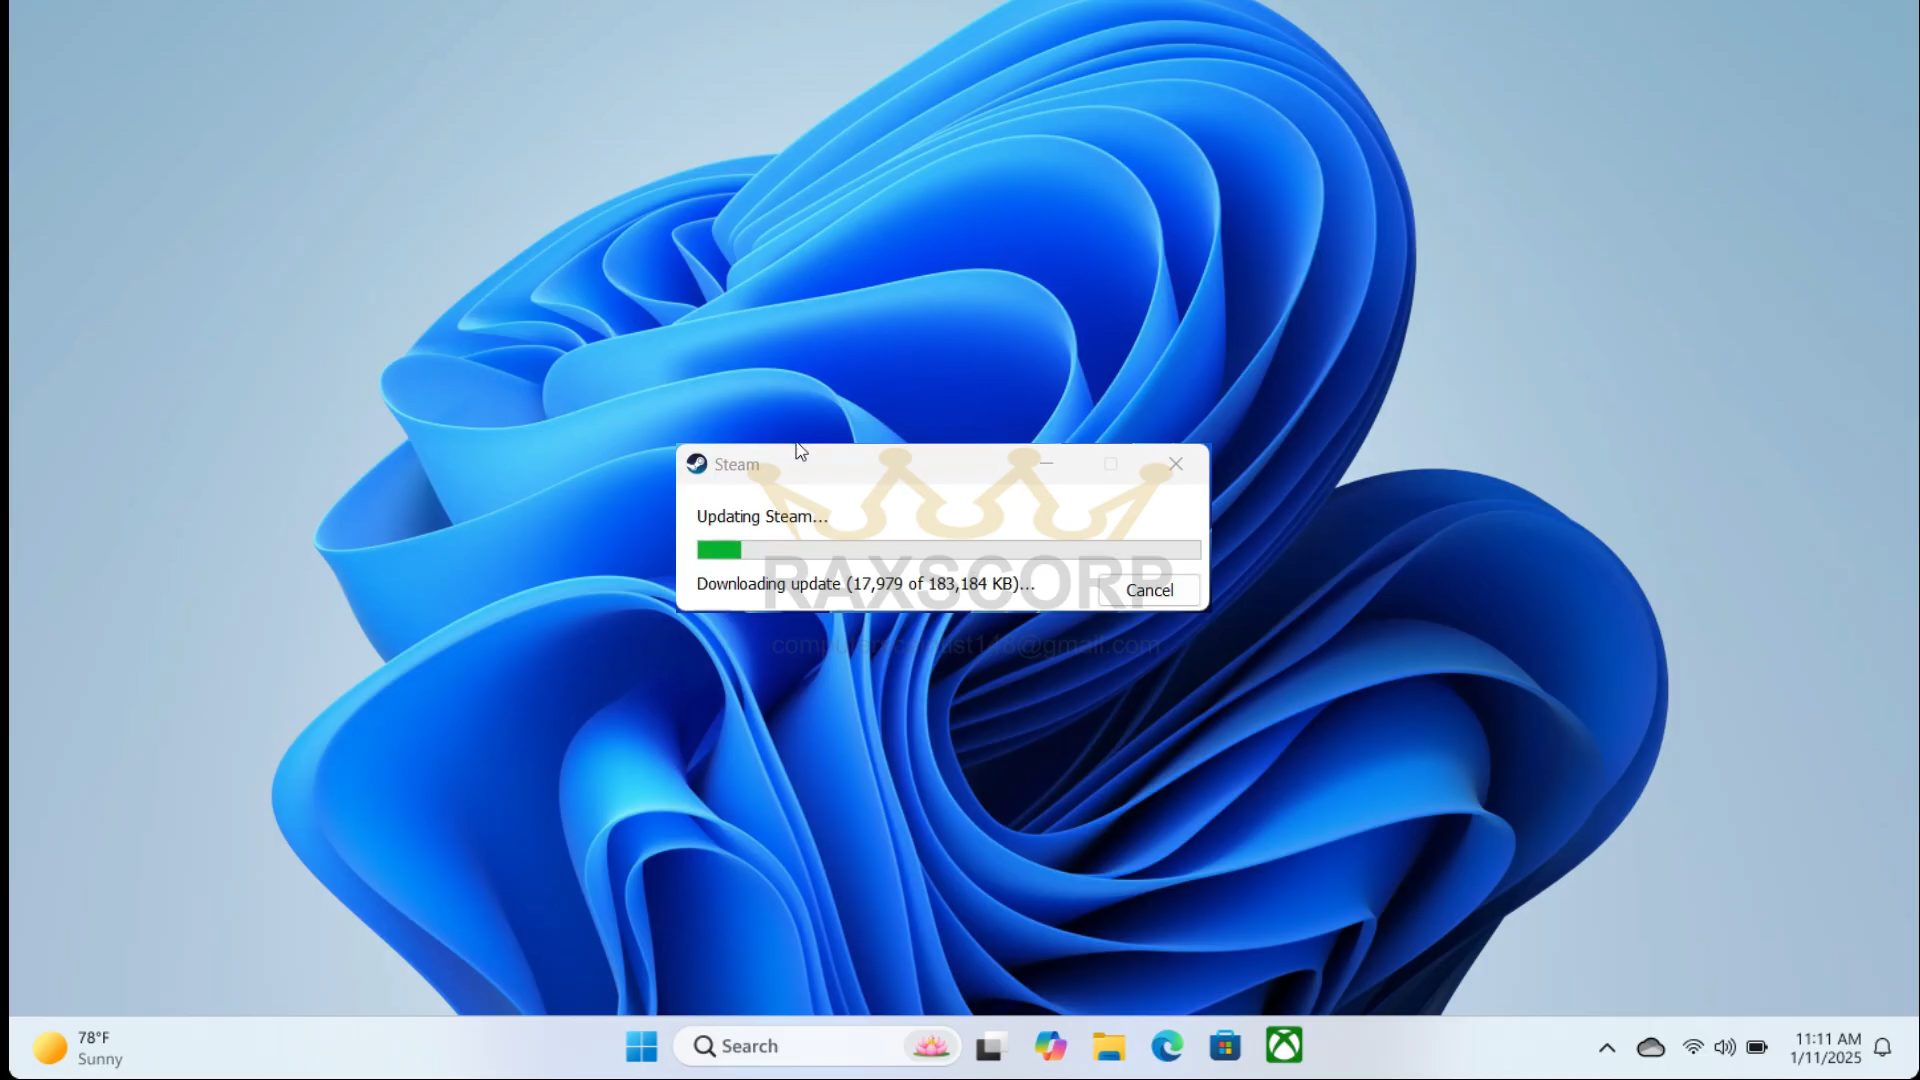 Steam
Updating Steam...
Downloading update (17,979 of 183,184 KB)...
Cancel
RAXSCORP
78°F
Sunny
Search
11:11 AM
1/11/2025